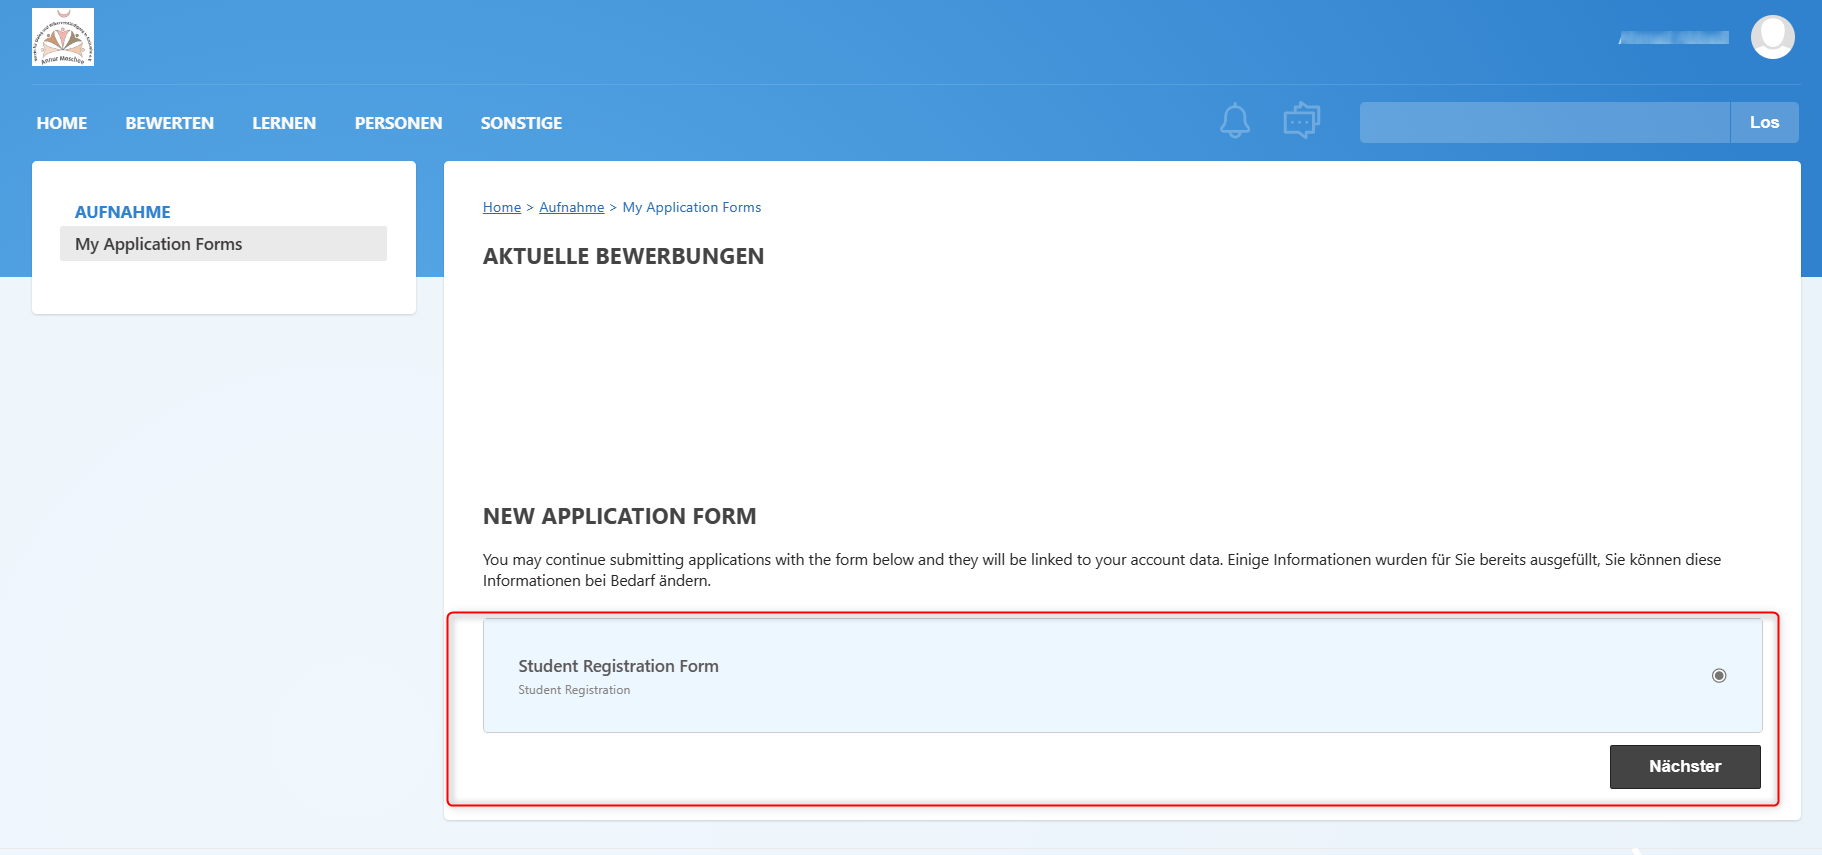 Annur Moschee
HOME BEWERTEN LERNEN PERSONEN SONSTIGE
Los
AUFNAHME
My Application Forms
Home > Aufnahme > My Application Forms
AKTUELLE BEWERBUNGEN
NEW APPLICATION FORM
You may continue submitting applications with the form below and they will be linked to your account data. Einige Informationen wurden für Sie bereits ausgefüllt, Sie können diese
Informationen bei Bedarf ändern.
Student Registration Form
Student Registration
Nächster